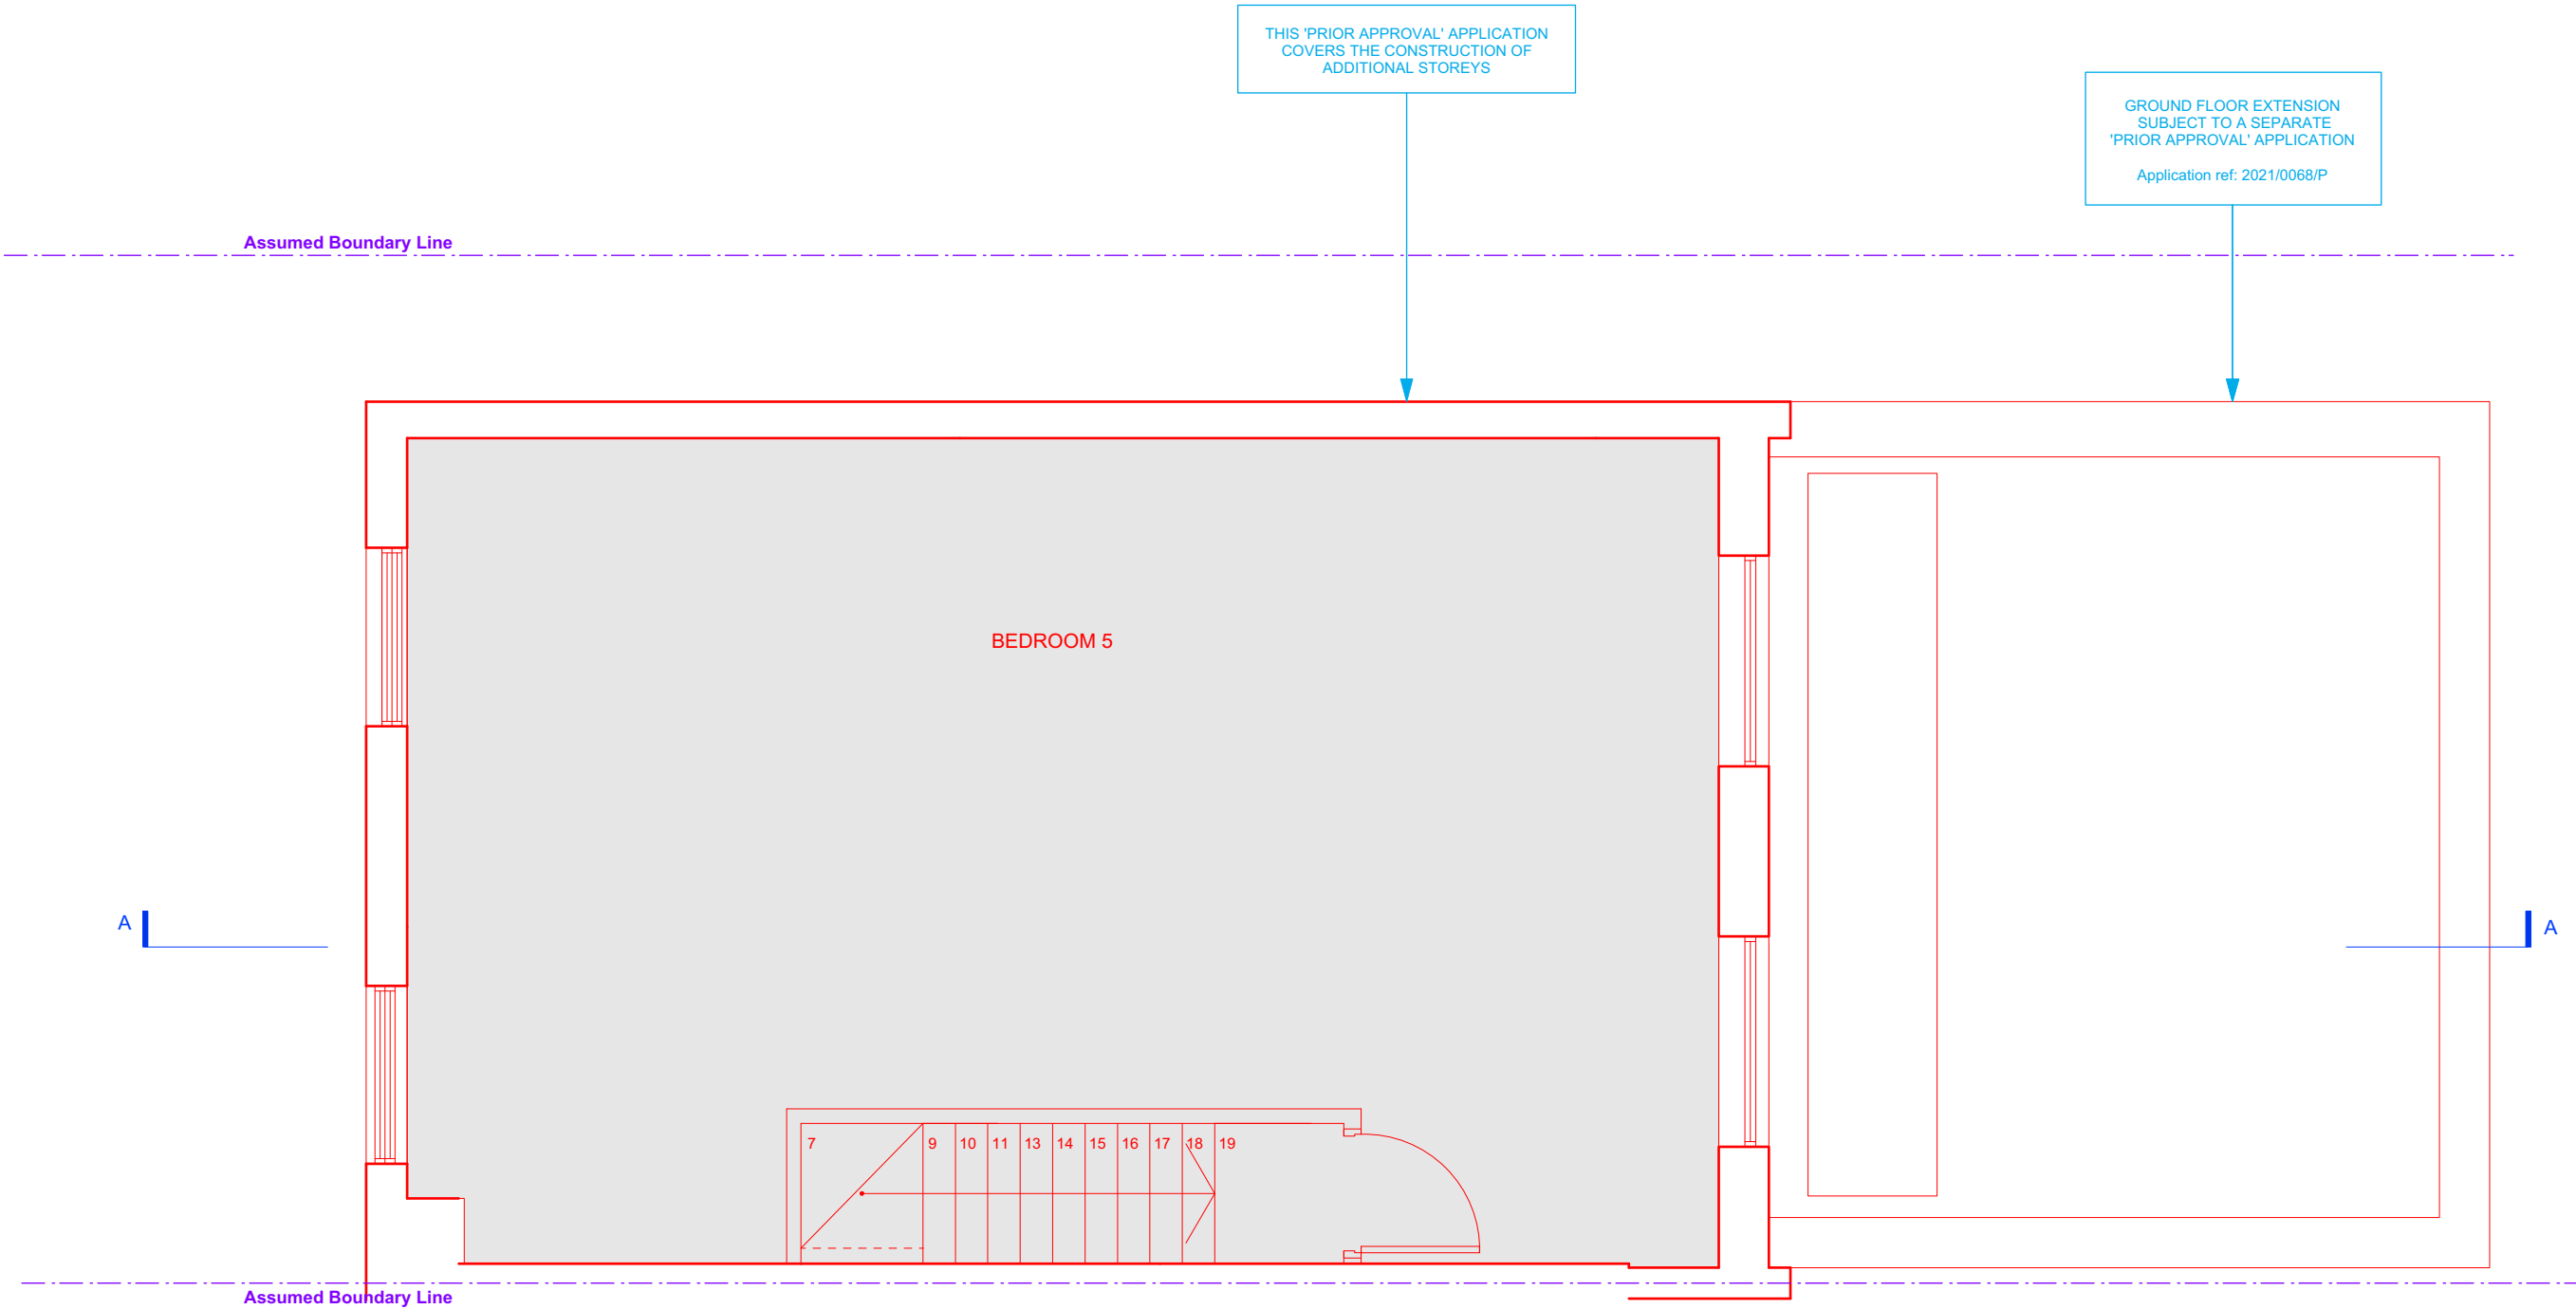 THIS 'PRIOR APPROVAL' APPLICATION
COVERS THE CONSTRUCTION OF
ADDITIONAL STOREYS
GROUND FLOOR EXTENSION
SUBJECT TO A SEPARATE
'PRIOR APPROVAL' APPLICATION
Application ref: 2021/0068/P
Assumed Boundary Line
BEDROOM 5
A
A
7 9 10 11 13 14 15 16 17 18 19
Assumed Boundary Line